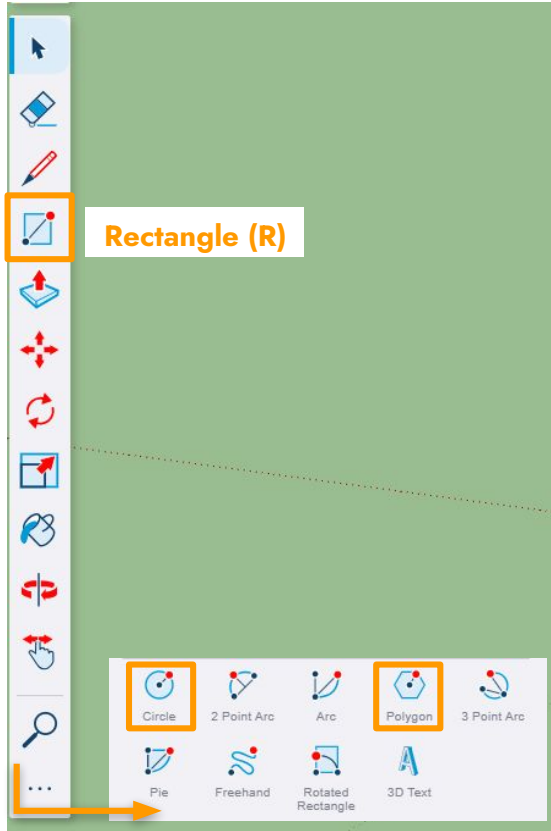 Rectangle (R)
Circle
2 Point Arc
Arc
Polygon
3 Point Arc
Pie
Freehand
Rotated
Rectangle
3D Text